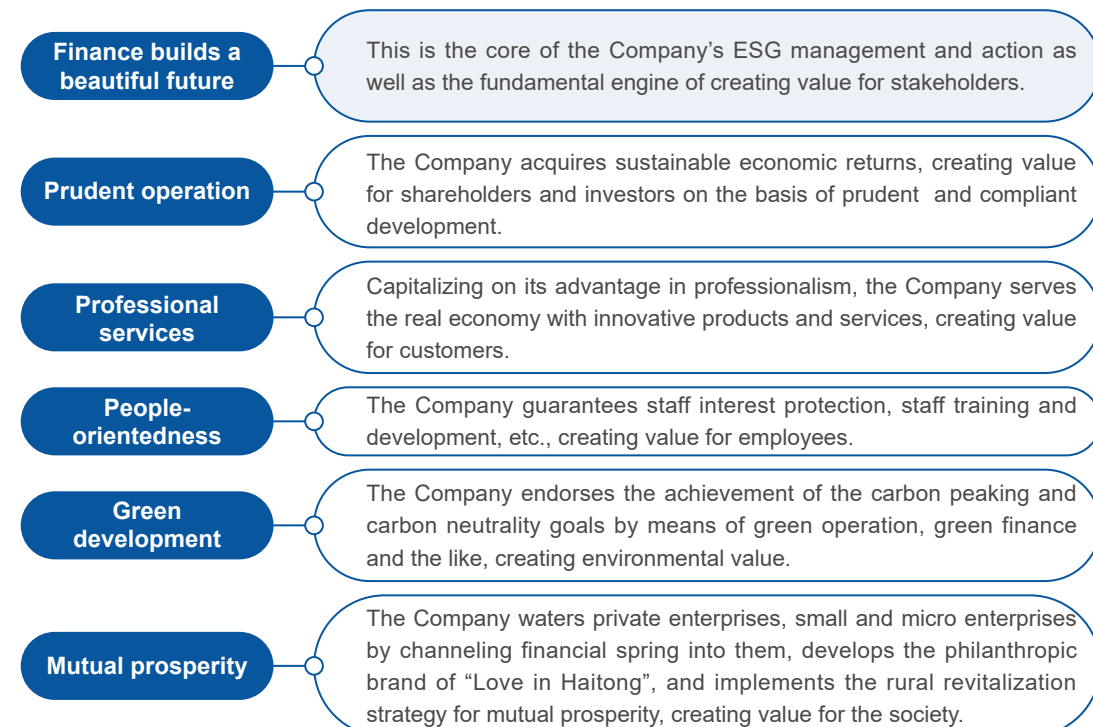 Finance builds a
beautiful future
This is the core of the Company’s ESG management and action as
well as the fundamental engine of creating value for stakeholders.
Prudent operation
The Company acquires sustainable economic returns, creating value
for shareholders and investors on the basis of prudent and compliant
development.
Professional
services
Capitalizing on its advantage in professionalism, the Company serves
the real economy with innovative products and services, creating value
for customers.
People-
orientedness
The Company guarantees staff interest protection, staff training and
development, etc., creating value for employees.
Green
development
The Company endorses the achievement of the carbon peaking and
carbon neutrality goals by means of green operation, green finance
and the like, creating environmental value.
Mutual prosperity
The Company waters private enterprises, small and micro enterprises
by channeling financial spring into them, develops the philanthropic
brand of “Love in Haitong”, and implements the rural revitalization
strategy for mutual prosperity, creating value for the society.